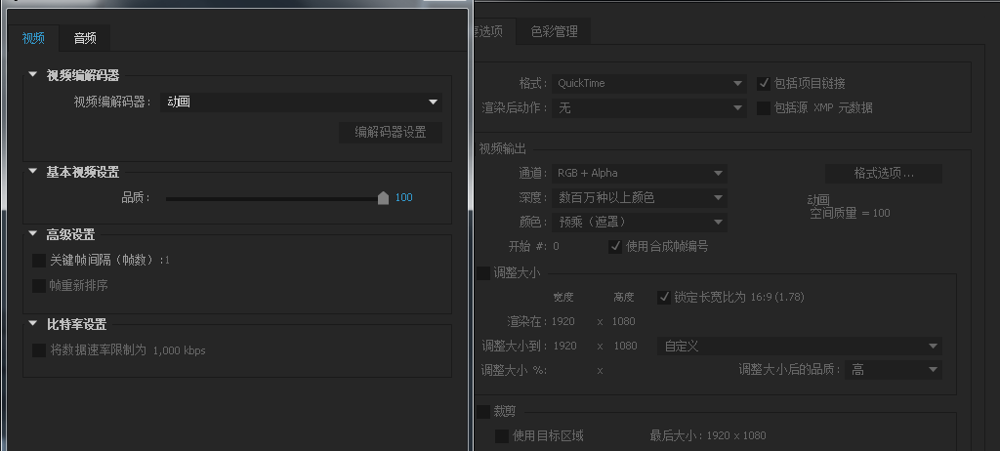 视频 音频
视频编解码器
视频编解码器: 动画
编解码器设置
基本视频设置
品质: 100
高级设置
关键帧间隔（帧数）:1
帧重新排序
比特率设置
将数据速率限制为 1,000 kbps
选项 色彩管理
格式: QuickTime 包括项目链接
渲染后动作: 无 包括源 XMP 元数据
视频输出
通道: RGB + Alpha 格式选项...
深度: 数百万种以上颜色 动画
颜色: 预乘（遮罩） 空间质量 = 100
开始 #: 0 使用合成帧编号
调整大小
宽度 高度 锁定长宽比为 16:9 (1.78)
渲染在: 1920 x 1080
调整大小到: 1920 x 1080 自定义
调整大小 %: x 调整大小后的品质: 高
裁剪
使用目标区域 最后大小: 1920 x 1080